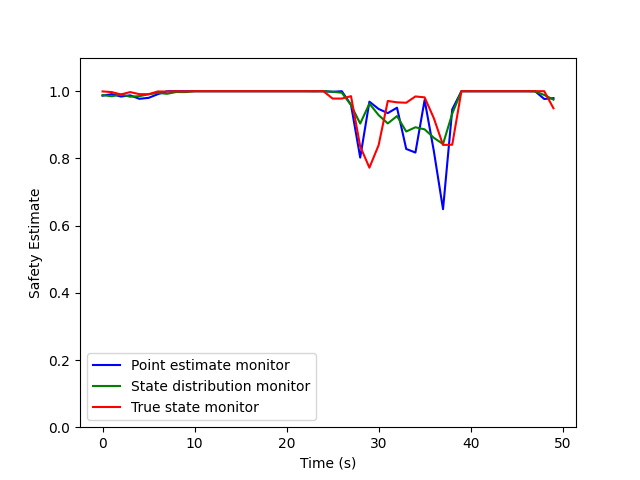 1.0
0.8
0.6
0.4
0.2
0.0
Safety Estimate
Point estimate monitor
State distribution monitor
True state monitor
0 10 20 30 40 50
Time (s)